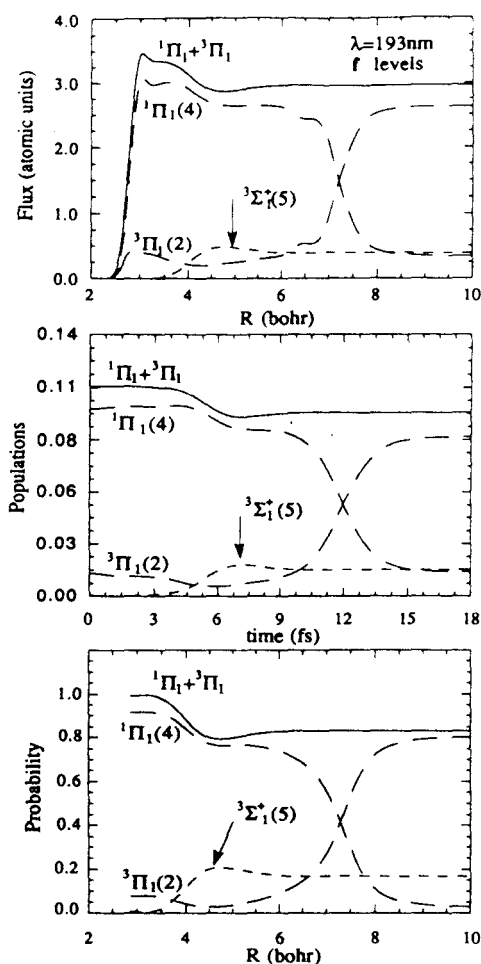 ¹Π₁+³Π₁
λ=193nm
f levels
¹Π₁(4)
³Σ₁⁺(5)
³Π₁(2)
Flux (atomic units)
4.0
3.0
2.0
1.0
0.0
2 4 6 8 10
R (bohr)
¹Π₁+³Π₁
¹Π₁(4)
³Σ₁⁺(5)
³Π₁(2)
Populations
0.14
0.11
0.08
0.06
0.03
0.00
0 3 6 9 12 15 18
time (fs)
¹Π₁+³Π₁
¹Π₁(4)
³Σ₁⁺(5)
³Π₁(2)
Probability
1.0
0.8
0.6
0.4
0.2
0.0
2 4 6 8 10
R (bohr)